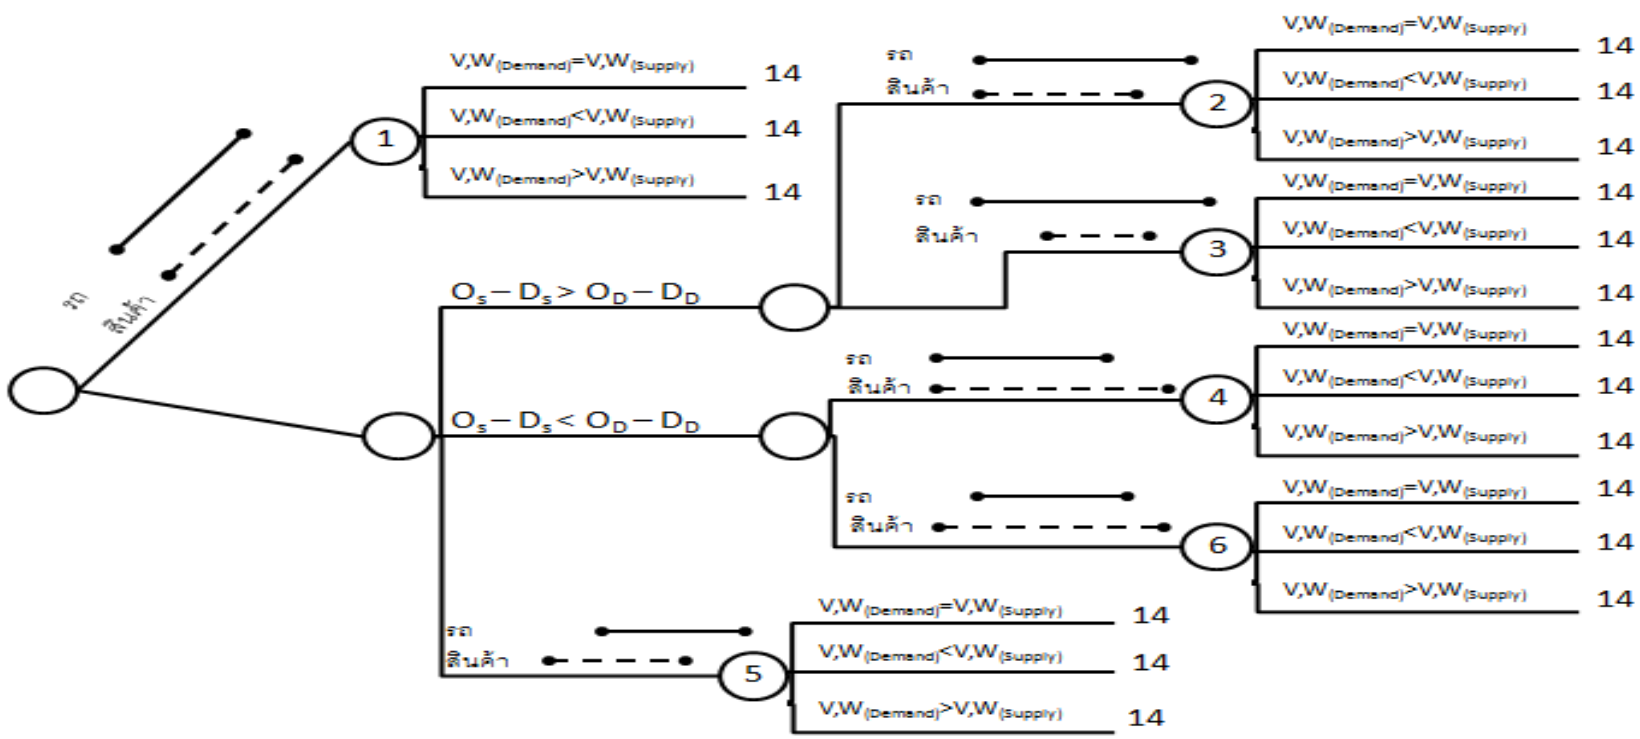 V,W(Demand)=V,W(Supply)
14
V,W(Demand)<V,W(Supply)
14
V,W(Demand)>V,W(Supply)
14
1
รถ
สินค้า
รถ
สินค้า
2
V,W(Demand)=V,W(Supply)
14
V,W(Demand)<V,W(Supply)
14
V,W(Demand)>V,W(Supply)
14
รถ
สินค้า
3
V,W(Demand)=V,W(Supply)
14
V,W(Demand)<V,W(Supply)
14
V,W(Demand)>V,W(Supply)
14
Os – Ds > OD – DD
Os – Ds < OD – DD
รถ
สินค้า
4
V,W(Demand)=V,W(Supply)
14
V,W(Demand)<V,W(Supply)
14
V,W(Demand)>V,W(Supply)
14
รถ
สินค้า
6
V,W(Demand)=V,W(Supply)
14
V,W(Demand)<V,W(Supply)
14
V,W(Demand)>V,W(Supply)
14
รถ
สินค้า
5
V,W(Demand)=V,W(Supply)
14
V,W(Demand)<V,W(Supply)
14
V,W(Demand)>V,W(Supply)
14